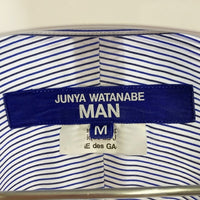 JUNYA WATANABE
MAN
M
E des GA